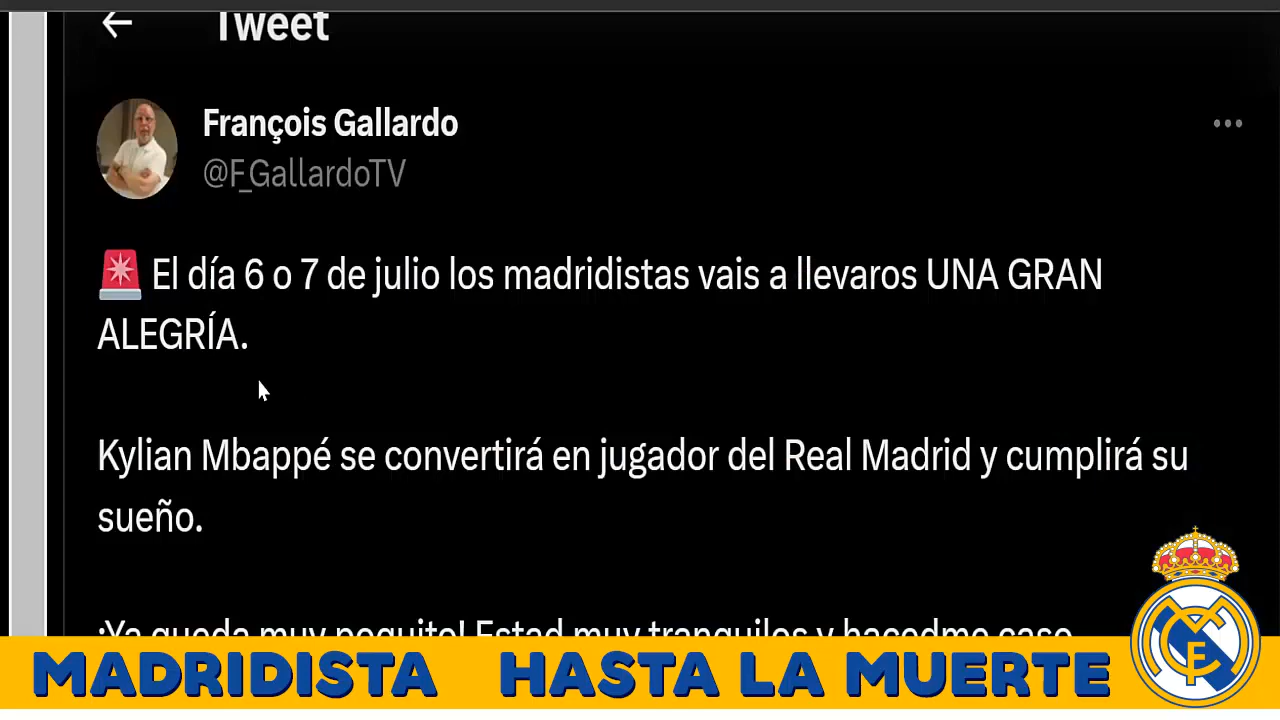 Tweet
François Gallardo
@F_GallardoTV
El día 6 o 7 de julio los madridistas vais a llevaros UNA GRAN
ALEGRÍA.
Kylian Mbappé se convertirá en jugador del Real Madrid y cumplirá su
sueño.
¡Ya queda muy poquito! Estad muy tranquilos y hacedme caso
MADRIDISTA HASTA LA MUERTE